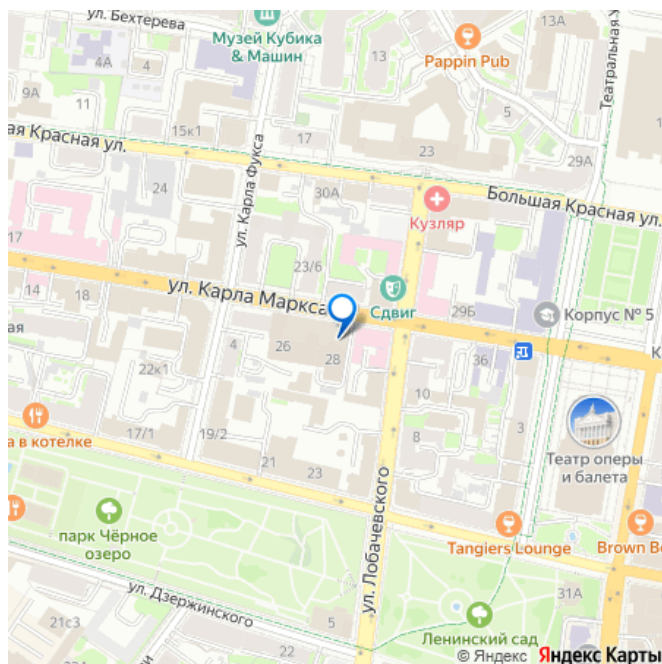 ул. Бехтерева
Музей Кубика
& Машин
Pappin Pub
Театральная у
4А
4
13
13
9А
11
5
15к1
17
23
29А
ая Красная ул.
24
ул. Карла Фукса
30А
Кузляр
Большая Красная ул.
17
23/6
14
18
ул. Карла Маркса
Сдвиг
29Б
Корпус № 5
К
ая
4
26
28
36
22к1
10
3
а в котелке
17/1
19/2
8
21
23
Театр оперы
и балета
парк Чёрное
озеро
ул. Лобачевского
Tangiers Lounge
Brown Be
ул. Дзержинского
21с3
5
22
Ленинский сад
31А
© Яндекс Яндекс Карты